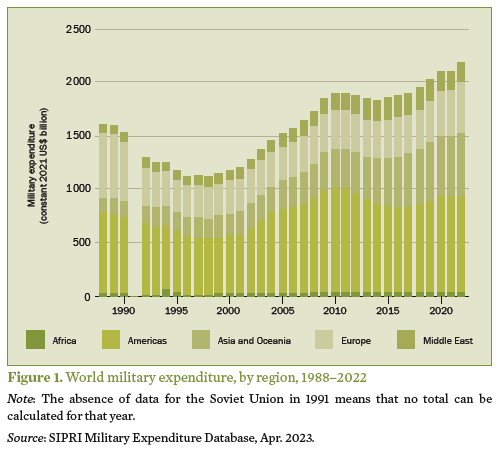 Military expenditure
(constant 2021 US$ billion)
2500
2000
1500
1000
500
0
1990 1995 2000 2005 2010 2015 2020
Africa Americas Asia and Oceania Europe Middle East
Figure 1. World military expenditure, by region, 1988–2022
Note: The absence of data for the Soviet Union in 1991 means that no total can be
calculated for that year.
Source: SIPRI Military Expenditure Database, Apr. 2023.